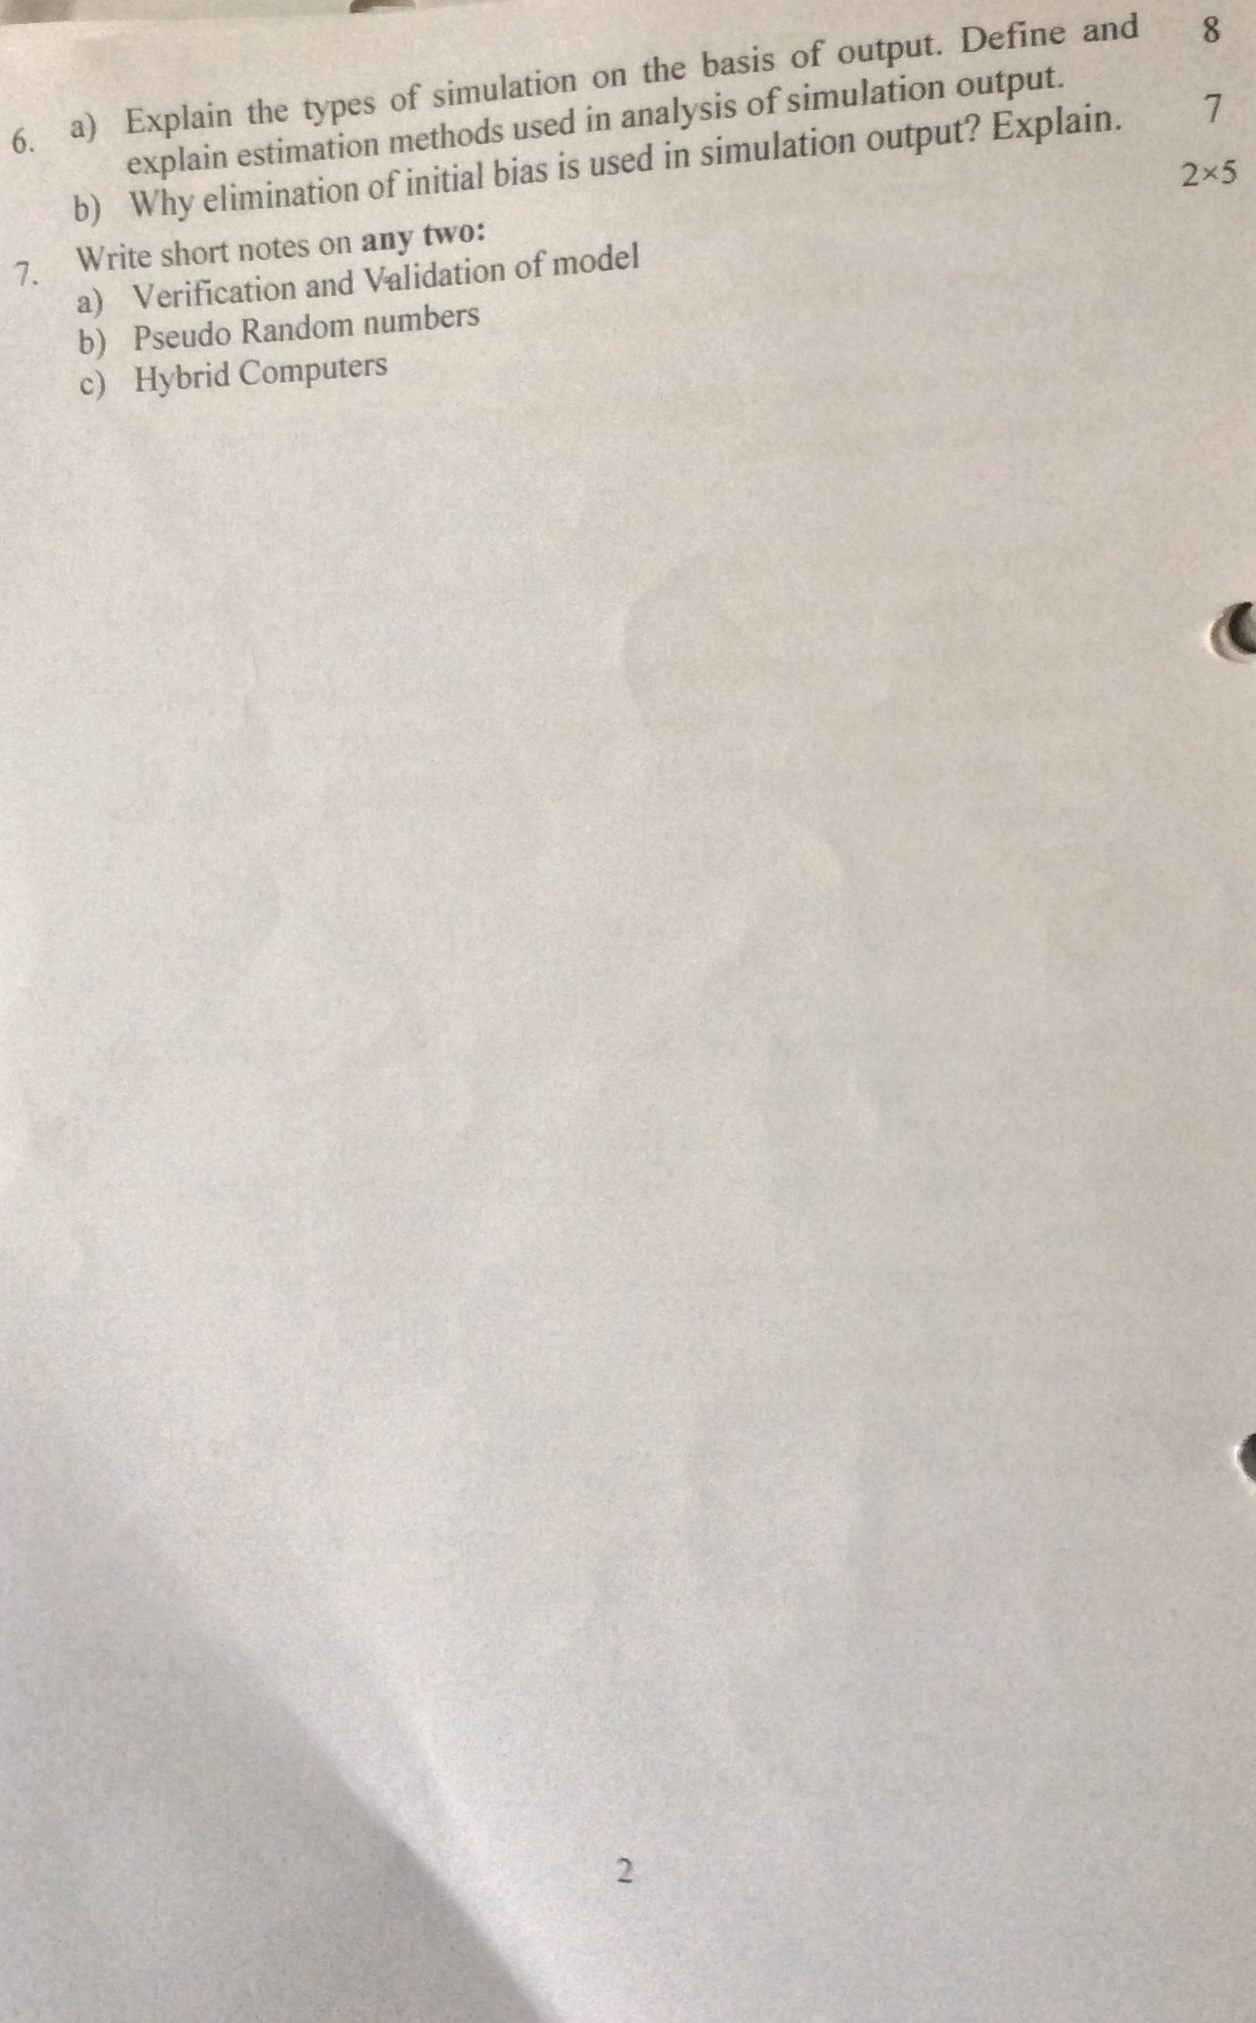 6. a) Explain the types of simulation on the basis of output. Define and 8
explain estimation methods used in analysis of simulation output.
b) Why elimination of initial bias is used in simulation output? Explain. 7
7. Write short notes on any two: 2×5
a) Verification and Validation of model
b) Pseudo Random numbers
c) Hybrid Computers
2